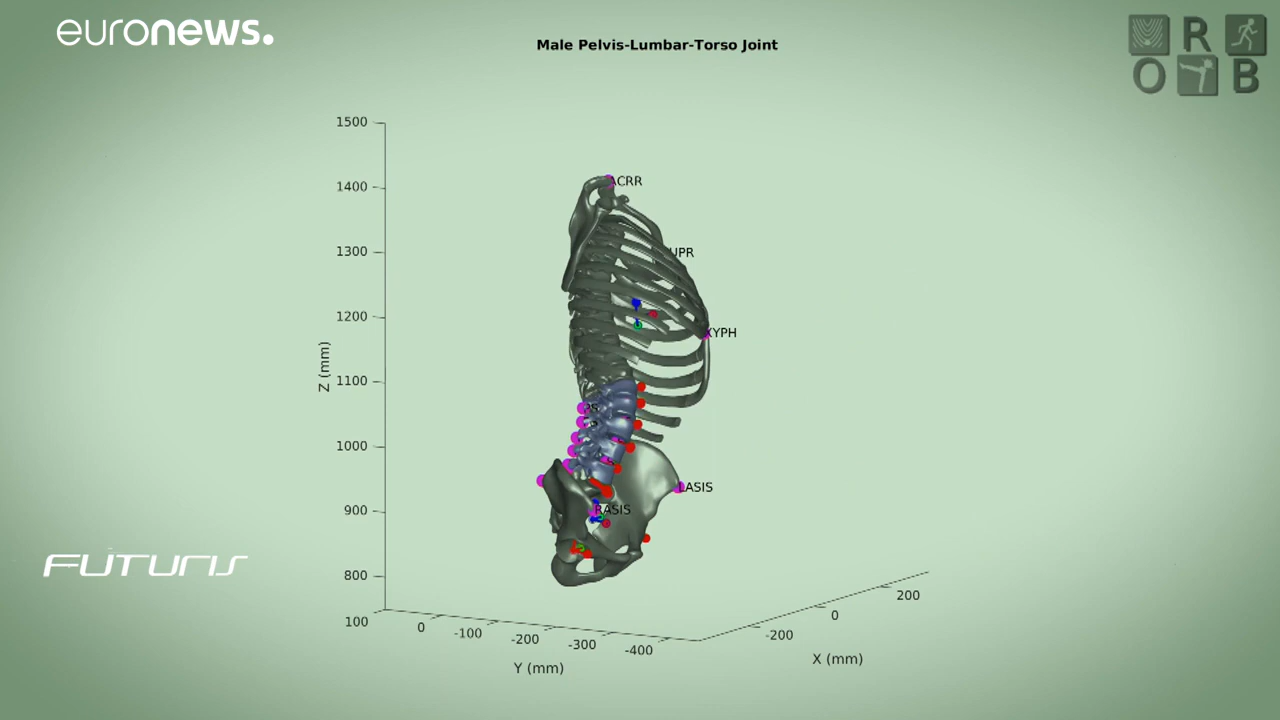 euronews.
R
O B
Male Pelvis-Lumbar-Torso Joint
1500
1400
1300
1200
1100
1000
900
800
Z (mm)
ACRR
XYPH
LASIS
RASIS
100
0
-100
-200
-300
-400
Y (mm)
-200
0
200
X (mm)
FUTURIS